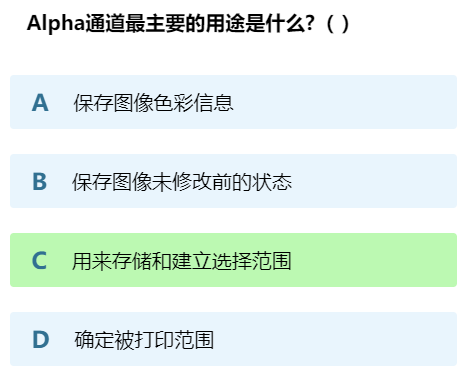 Alpha通道最主要的用途是什么?（ ）
A 保存图像色彩信息
B 保存图像未修改前的状态
C 用来存储和建立选择范围
D 确定被打印范围